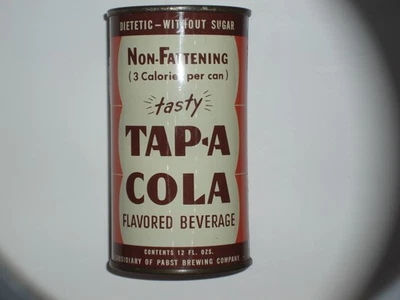 DIETETIC-WITHOUT SUGAR
NON-FATTENING
(3 Calories per can)
tasty
TAP·A
COLA
FLAVORED BEVERAGE
CONTENTS 12 FL. OZS.
SUBSIDIARY OF PABST BREWING COMPANY